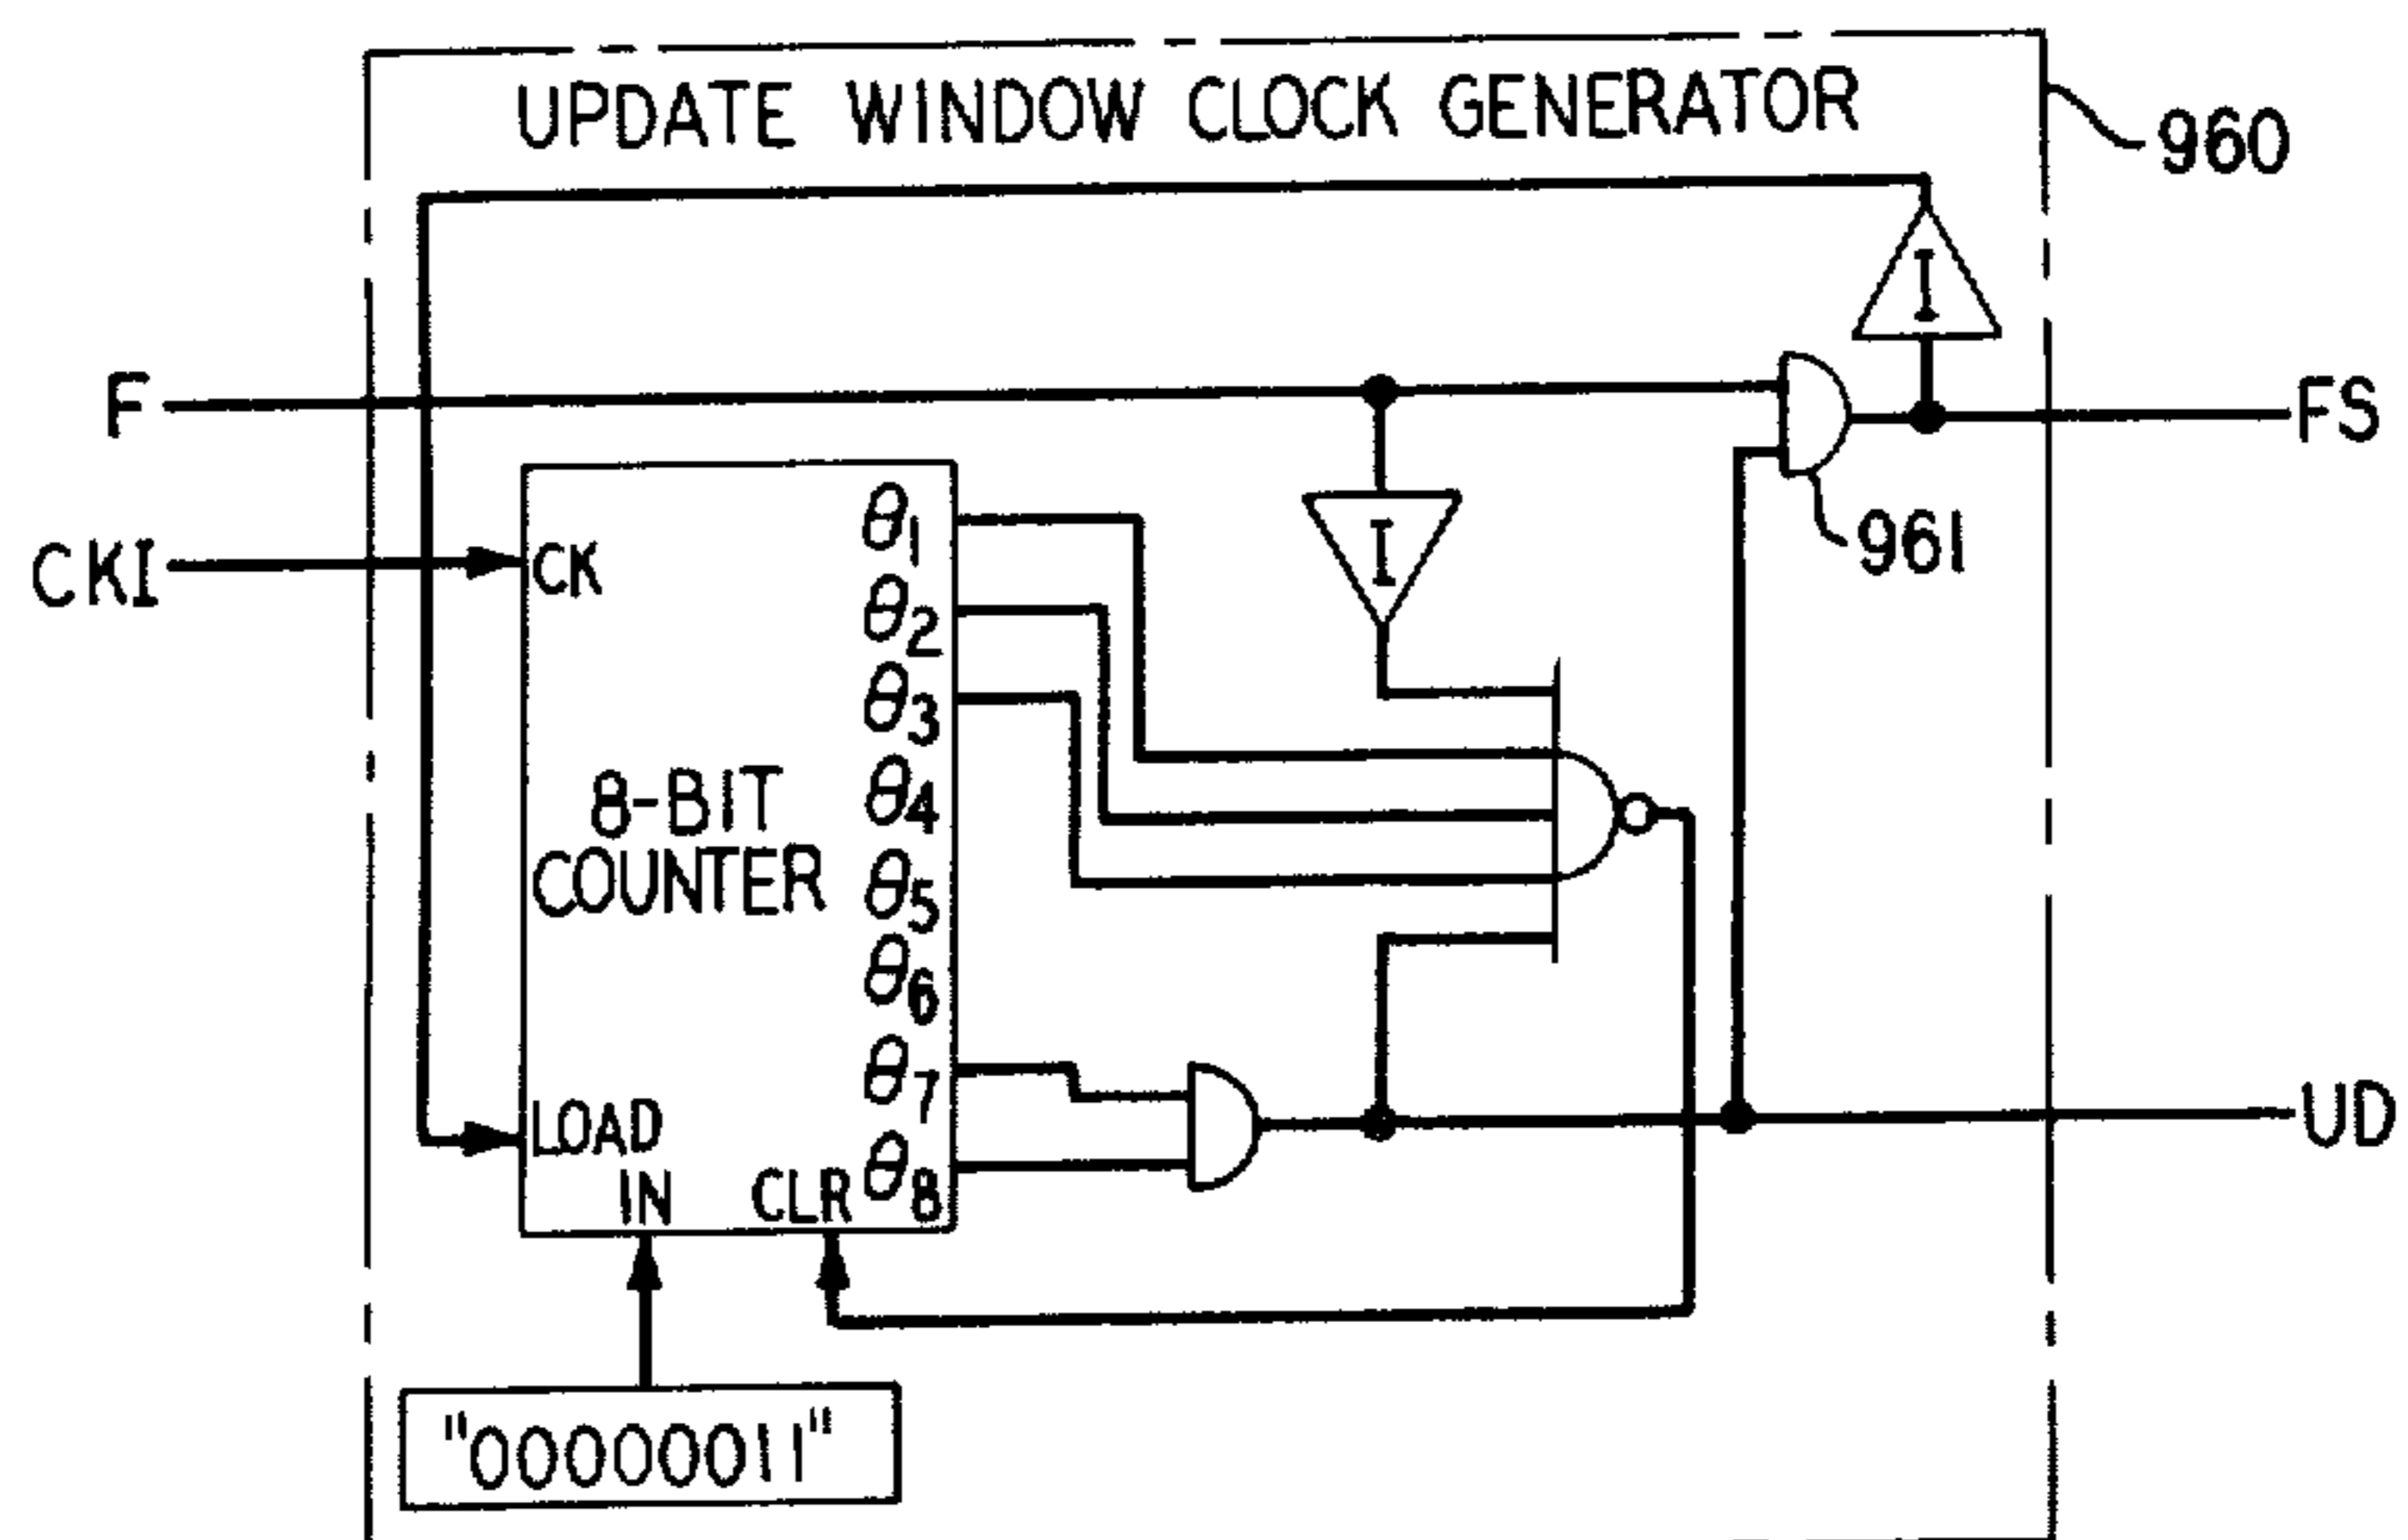 UPDATE WINDOW CLOCK GENERATOR
960
I
F
FS
961
CKI
CK
I
θ1
θ2
θ3
θ4
θ5
θ6
θ7
θ8
8-BIT
COUNTER
LOAD
IN
CLR
UD
"00000011"